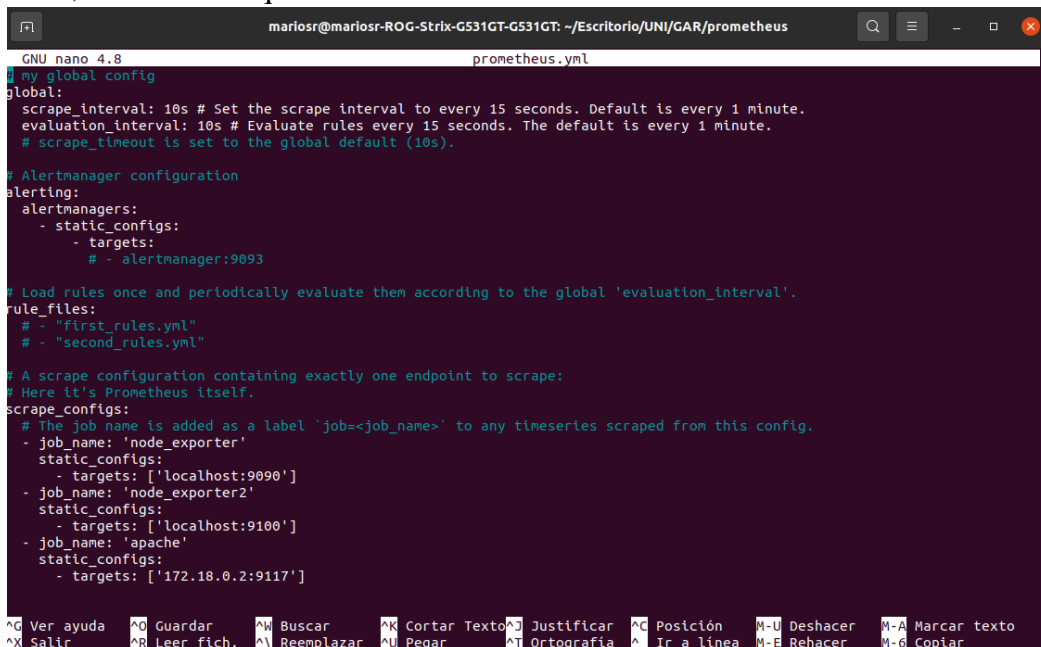 mariosr@mariosr-ROG-Strix-G531GT-G531GT: ~/Escritorio/UNI/GAR/prometheus
GNU nano 4.8 prometheus.yml
# my global config
global:
  scrape_interval: 10s # Set the scrape interval to every 15 seconds. Default is every 1 minute.
  evaluation_interval: 10s # Evaluate rules every 15 seconds. The default is every 1 minute.
  # scrape_timeout is set to the global default (10s).
# Alertmanager configuration
alerting:
  alertmanagers:
    - static_configs:
        - targets:
          # - alertmanager:9093
# Load rules once and periodically evaluate them according to the global 'evaluation_interval'.
rule_files:
  # - "first_rules.yml"
  # - "second_rules.yml"
# A scrape configuration containing exactly one endpoint to scrape:
# Here it's Prometheus itself.
scrape_configs:
  # The job name is added as a label `job=<job_name>` to any timeseries scraped from this config.
  - job_name: 'node_exporter'
    static_configs:
      - targets: ['localhost:9090']
  - job_name: 'node_exporter2'
    static_configs:
      - targets: ['localhost:9100']
  - job_name: 'apache'
    static_configs:
      - targets: ['172.18.0.2:9117']
^G Ver ayuda ^O Guardar ^W Buscar ^K Cortar Texto ^J Justificar ^C Posición M-U Deshacer M-A Marcar texto
^X Salir ^R Leer fich. ^\ Reemplazar ^U Pegar ^T Ortografía ^_ Ir a línea M-E Rehacer M-6 Copiar